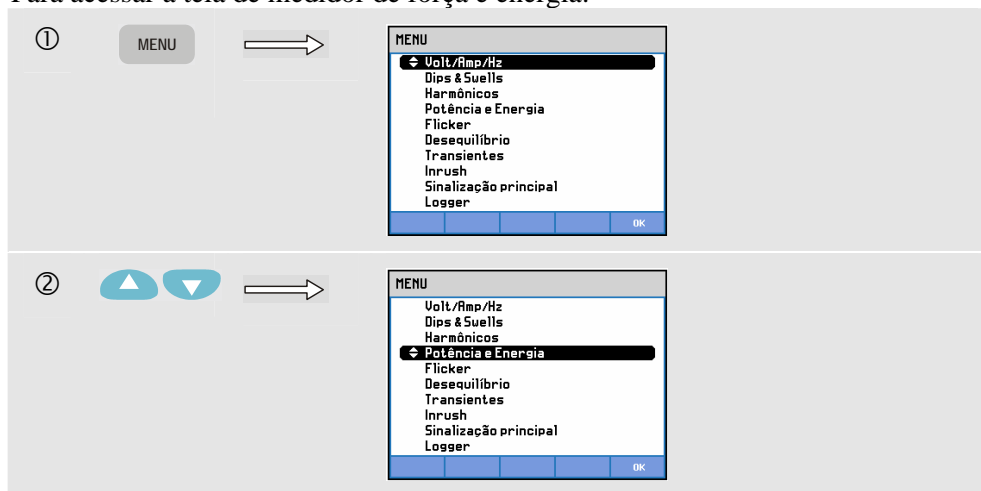 Para acessar a tela de medidor de força e energia:
①
MENU
MENU
Volt/Amp/Hz
Dips & Suells
Harmônicos
Potência e Energia
Flicker
Desequilíbrio
Transientes
Inrush
Sinalização principal
Logger
OK
②
MENU
Volt/Amp/Hz
Dips & Suells
Harmônicos
Potência e Energia
Flicker
Desequilíbrio
Transientes
Inrush
Sinalização principal
Logger
OK